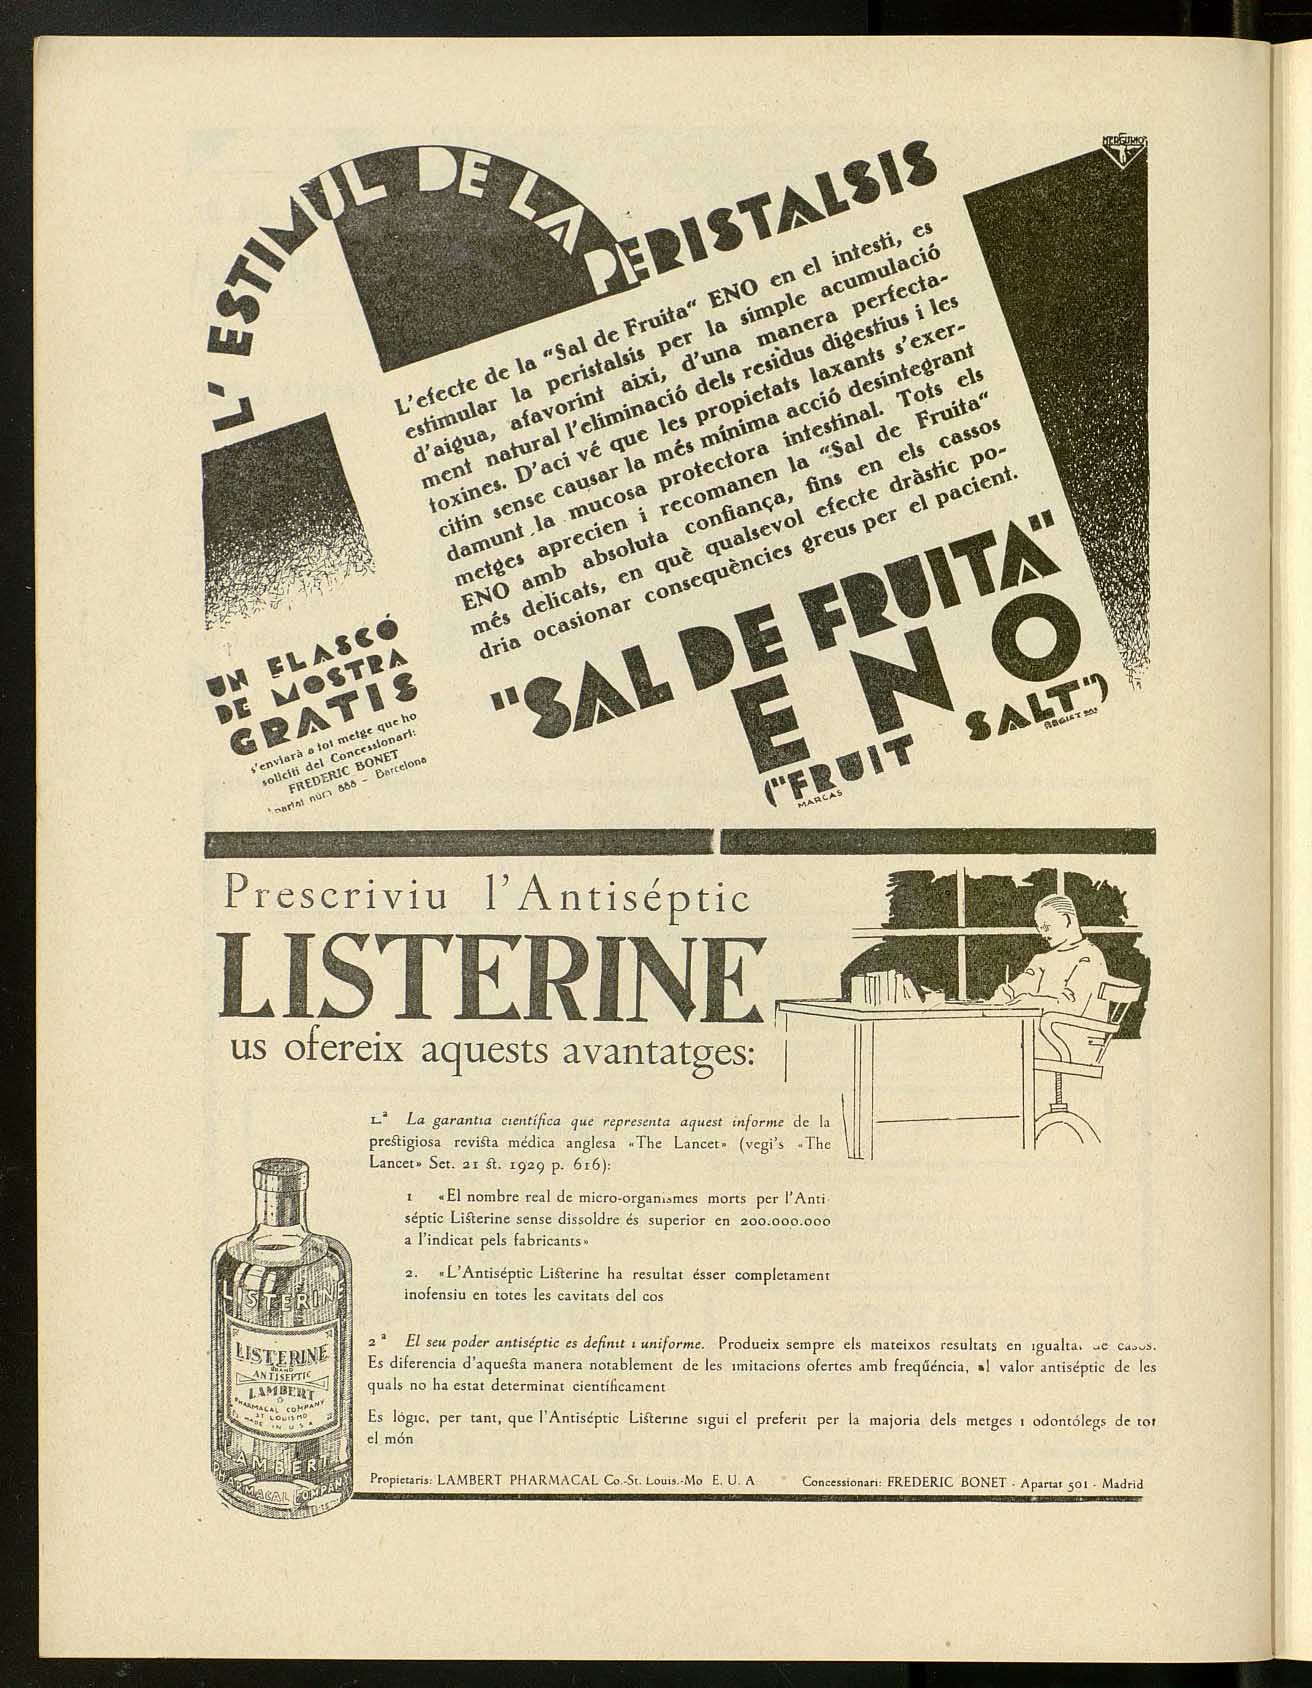 L'ESTIMUL DE LA PERISTALSIS
L'efecte de la “Sal de Fruita“ ENO en el intesti, es
estimular la peristalsis per la simple acumulació
d'aigua, afavorint aixi, d'una manera perfecta-
ment natural l'eliminació dels residus digestius i les
toxines. D'aci vé que les propietats laxants s'exer-
citin sense causar la més mínima acció desintegrant
damunt la mucosa protectora intestinal. Tots els
metges aprecien i recomanen la “Sal de Fruita“
ENO amb absoluta confiança, fins en els cassos
més delicats, en què qualsevol efecte dràstic po-
dria ocasionar conseqüències greus per el pacient.
"SAL DE FRUITA"
ENO
("FRUIT SALT")
MARCAS REGIST
UN FLASCÓ
DE MOSTRA
GRATIS
s'enviarà a tot metge que ho
soliciti del Concessionari:
FREDERIC BONET
núm 888 - Barcelona
Prescriviu l'Antiséptic
LISTERINE
us ofereix aquests avantatges:
1.ª La garantia científica que representa aquest informe de la
prestigiosa revista médica anglesa «The Lancet» (vegi's «The
Lancet» Set. 21 st. 1929 p. 616):
1 «El nombre real de micro-organismes morts per l'Anti-
séptic Listerine sense dissoldre és superior en 200.000.000
a l'indicat pels fabricants»
2. «L'Antiséptic Listerine ha resultat ésser completament
inofensiu en totes les cavitats del cos
2ª El seu poder antiséptic es definit i uniforme. Produeix sempre els mateixos resultats en igualtat de casos.
Es diferencia d'aquesta manera notablement de les imitacions ofertes amb freqüéncia, al valor antiséptic de les
quals no ha estat determinat científicament
Es lógic, per tant, que l'Antiséptic Listerine sigui el preferit per la majoria dels metges i odontólegs de tot
el món
Propietaris: LAMBERT PHARMACAL Co.-St. Louis.-Mo E. U. A Concessionari: FREDERIC BONET - Apartat 501 - Madrid
LISTERINE
LISTERINE
BRAND
ANTISEPTIC
LAMBERT
PHARMACAL COMPANY
ST LOUIS MO
MADE IN U S A
LAMBERT
PHARMACAL COMPANY